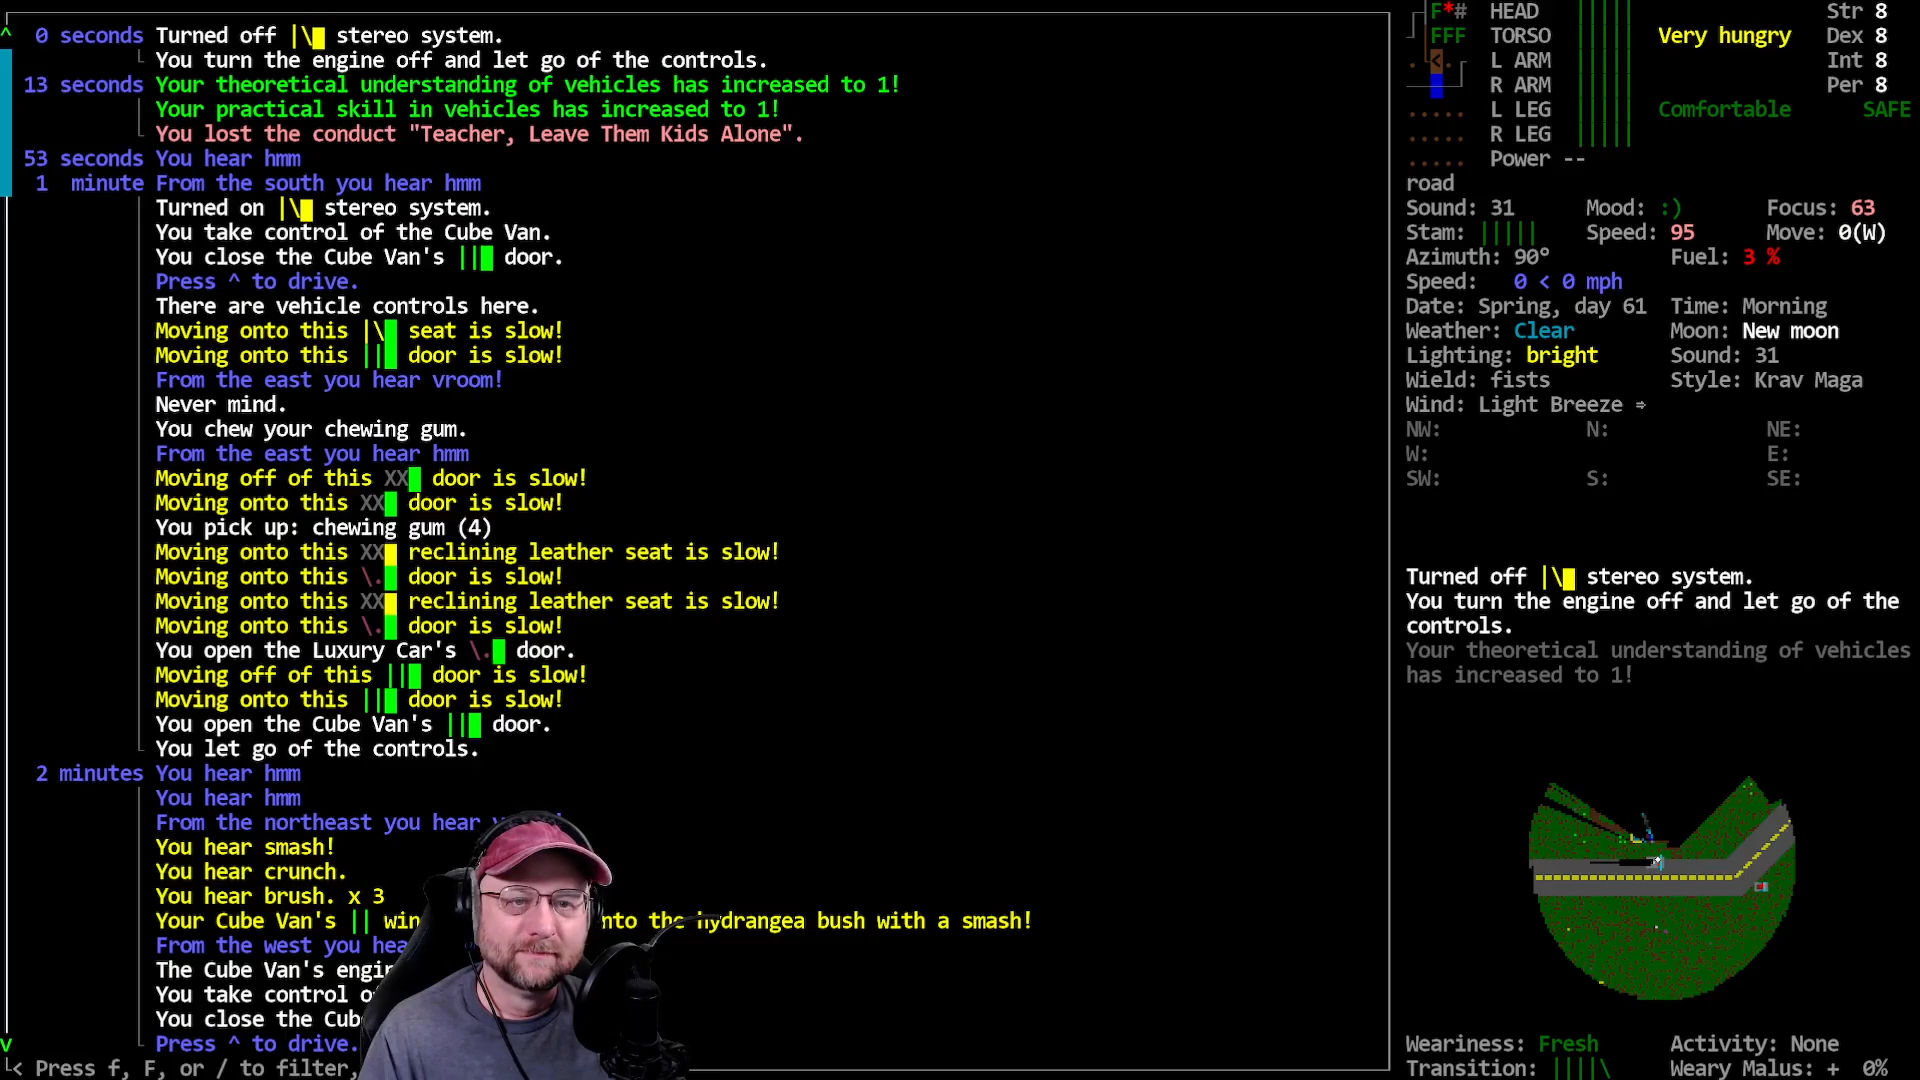 0 seconds Turned off |\ stereo system.
You turn the engine off and let go of the controls.
13 seconds Your theoretical understanding of vehicles has increased to 1!
Your practical skill in vehicles has increased to 1!
You lost the conduct "Teacher, Leave Them Kids Alone".
53 seconds You hear hmm
1 minute From the south you hear hmm
Turned on |\ stereo system.
You take control of the Cube Van.
You close the Cube Van's || door.
Press ^ to drive.
There are vehicle controls here.
Moving onto this |\ seat is slow!
Moving onto this || door is slow!
From the east you hear vroom!
Never mind.
You chew your chewing gum.
From the east you hear hmm
Moving off of this XX door is slow!
Moving onto this XX door is slow!
You pick up: chewing gum (4)
Moving onto this XX reclining leather seat is slow!
Moving onto this \. door is slow!
Moving onto this XX reclining leather seat is slow!
Moving onto this \. door is slow!
You open the Luxury Car's \. door.
Moving off of this || door is slow!
Moving onto this || door is slow!
You open the Cube Van's || door.
You let go of the controls.
2 minutes You hear hmm
You hear hmm
From the northeast you hear
You hear smash!
You hear crunch.
You hear brush. x 3
Your Cube Van's || the hydrangea bush with a smash!
From the west you
The Cube Van's
You take control
You close the
Press ^ to drive.
< Press f, F, or / to filter,
F*# HEAD ||||| Str 8
FFF TORSO ||||| Very hungry Dex 8
.<. L ARM ||||| Int 8
R ARM ||||| Per 8
..... L LEG ||||| Comfortable SAFE
..... R LEG |||||
..... Power --
road
Sound: 31 Mood: :) Focus: 63
Stam: ||||| Speed: 95 Move: 0(W)
Azimuth: 90° Fuel: 3 %
Speed: 0 < 0 mph
Date: Spring, day 61 Time: Morning
Weather: Clear Moon: New moon
Lighting: bright Sound: 31
Wield: fists Style: Krav Maga
Wind: Light Breeze ⇨
NW: N: NE:
W: E:
SW: S: SE:
Turned off |\ stereo system.
You turn the engine off and let go of the
controls.
Your theoretical understanding of vehicles
has increased to 1!
Weariness: Fresh Activity: None
Transition: ||||\ Weary Malus: + 0%